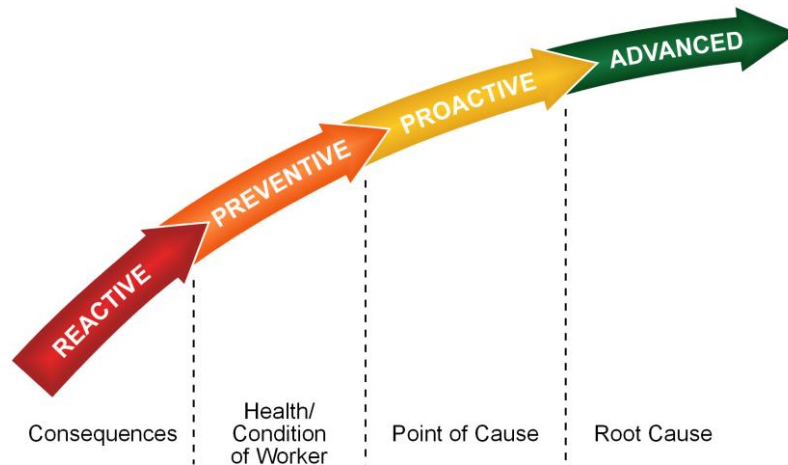 REACTIVE
PREVENTIVE
PROACTIVE
ADVANCED
Consequences
Health/
Condition
of Worker
Point of Cause
Root Cause